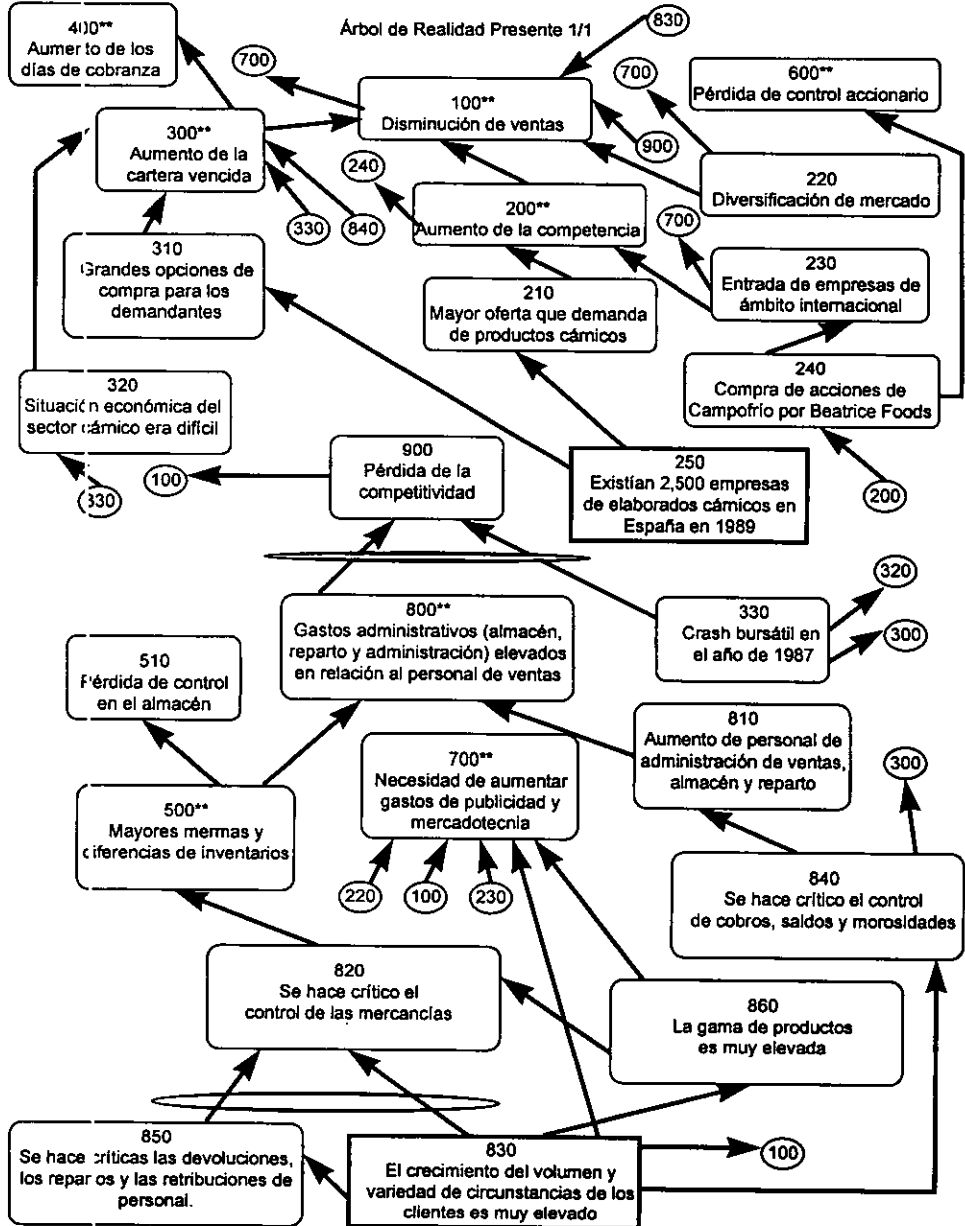 Árbol de Realidad Presente 1/1
400**
Aumento de los
días de cobranza
700
830
700
600**
Pérdida de control accionario
100**
Disminución de ventas
300**
Aumento de la
cartera vencida
900
240
220
Diversificación de mercado
200**
Aumento de la competencia
330
840
700
310
Grandes opciones de
compra para los
demandantes
230
Entrada de empresas de
ámbito internacional
210
Mayor oferta que demanda
de productos cárnicos
320
Situación económica del
sector cárnico era difícil
240
Compra de acciones de
Campofrío por Beatrice Foods
900
Pérdida de la
competitividad
100
330
250
Existían 2,500 empresas
de elaborados cárnicos en
España en 1989
200
320
800**
Gastos administrativos (almacén,
reparto y administración) elevados
en relación al personal de ventas
330
Crash bursátil en
el año de 1987
300
510
Pérdida de control
en el almacén
810
Aumento de personal de
administración de ventas,
almacén y reparto
700**
Necesidad de aumentar
gastos de publicidad y
mercadotecnia
300
500**
Mayores mermas y
diferencias de inventarios
220
100
230
840
Se hace crítico el control
de cobros, saldos y morosidades
820
Se hace crítico el
control de las mercancías
860
La gama de productos
es muy elevada
850
Se hace críticas las devoluciones,
los reparos y las retribuciones de
personal.
830
El crecimiento del volumen y
variedad de circunstancias de los
clientes es muy elevado
100